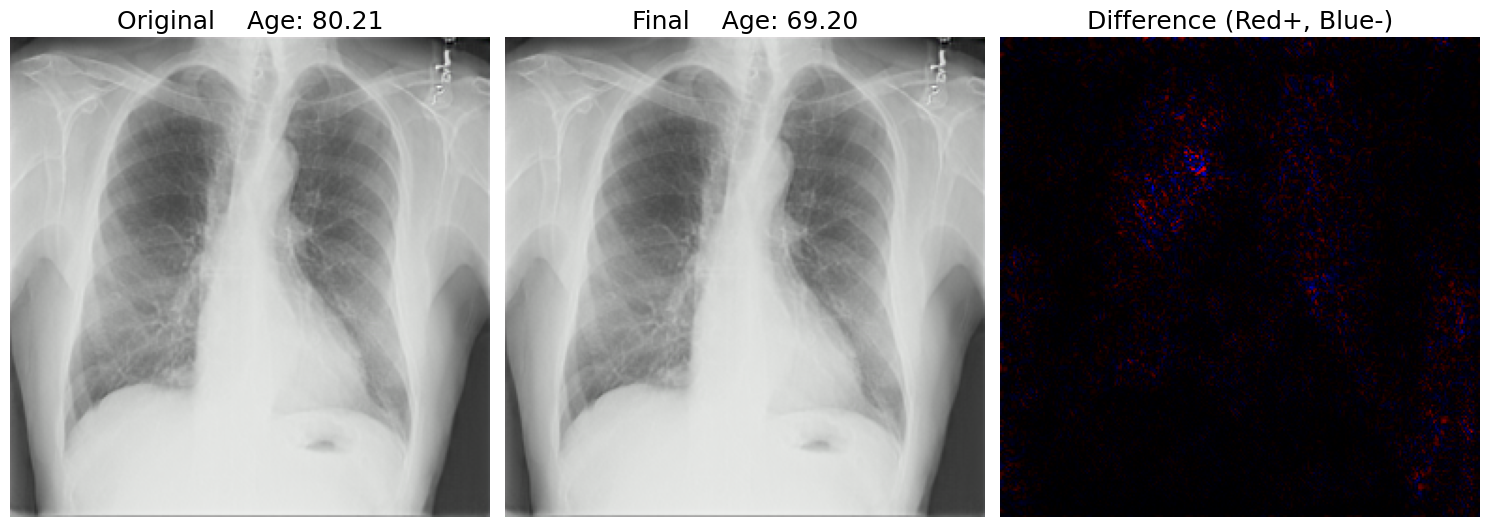 Original    Age: 80.21
Final    Age: 69.20
Difference (Red+, Blue-)